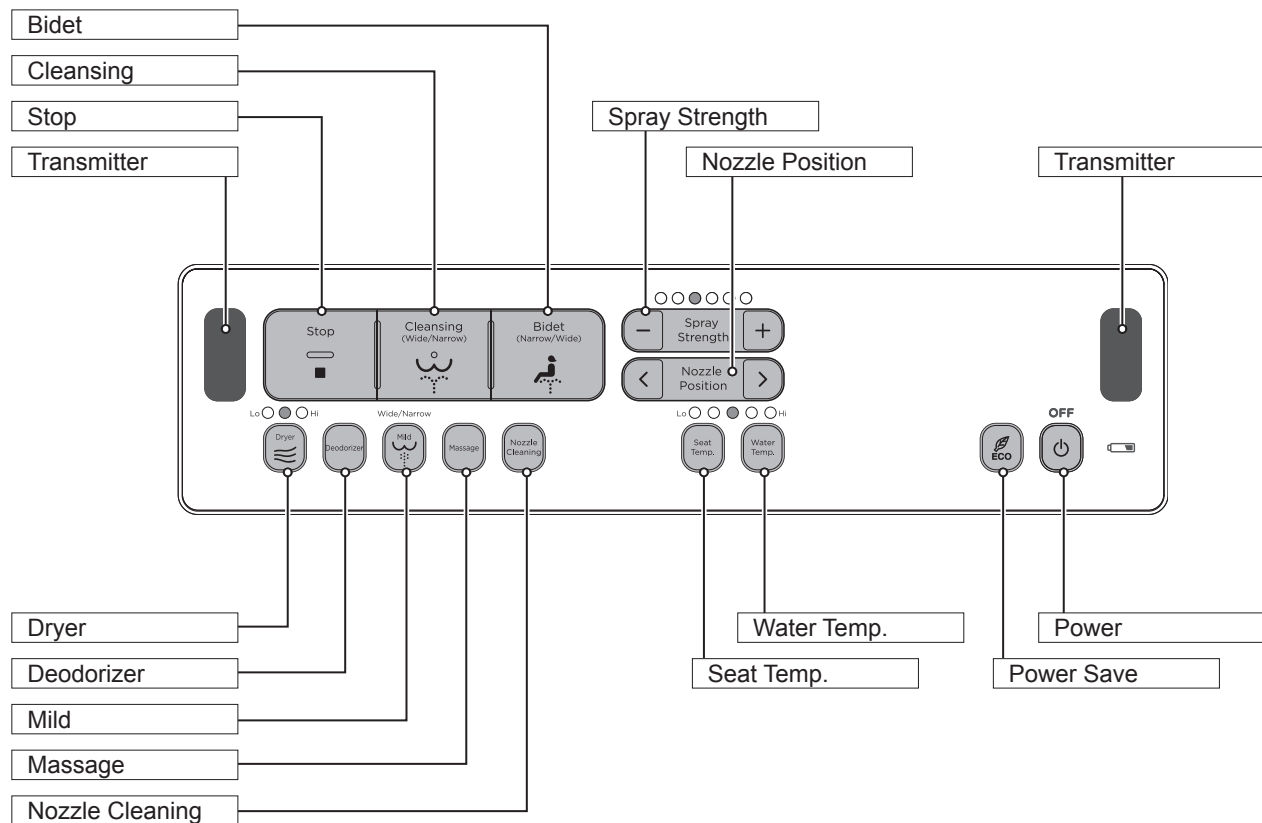 Bidet
Cleansing
Stop
Transmitter
Spray Strength
Nozzle Position
Transmitter
Stop
Cleansing
(Wide/Narrow)
Bidet
(Narrow/Wide)
−
Spray
Strength
+
<
Nozzle
Position
>
Lo
Hi
Wide/Narrow
Lo
Hi
OFF
Dryer
Deodorizer
Mild
Massage
Nozzle
Cleaning
Seat
Temp.
Water
Temp.
ECO
Dryer
Deodorizer
Mild
Massage
Nozzle Cleaning
Water Temp.
Seat Temp.
Power
Power Save